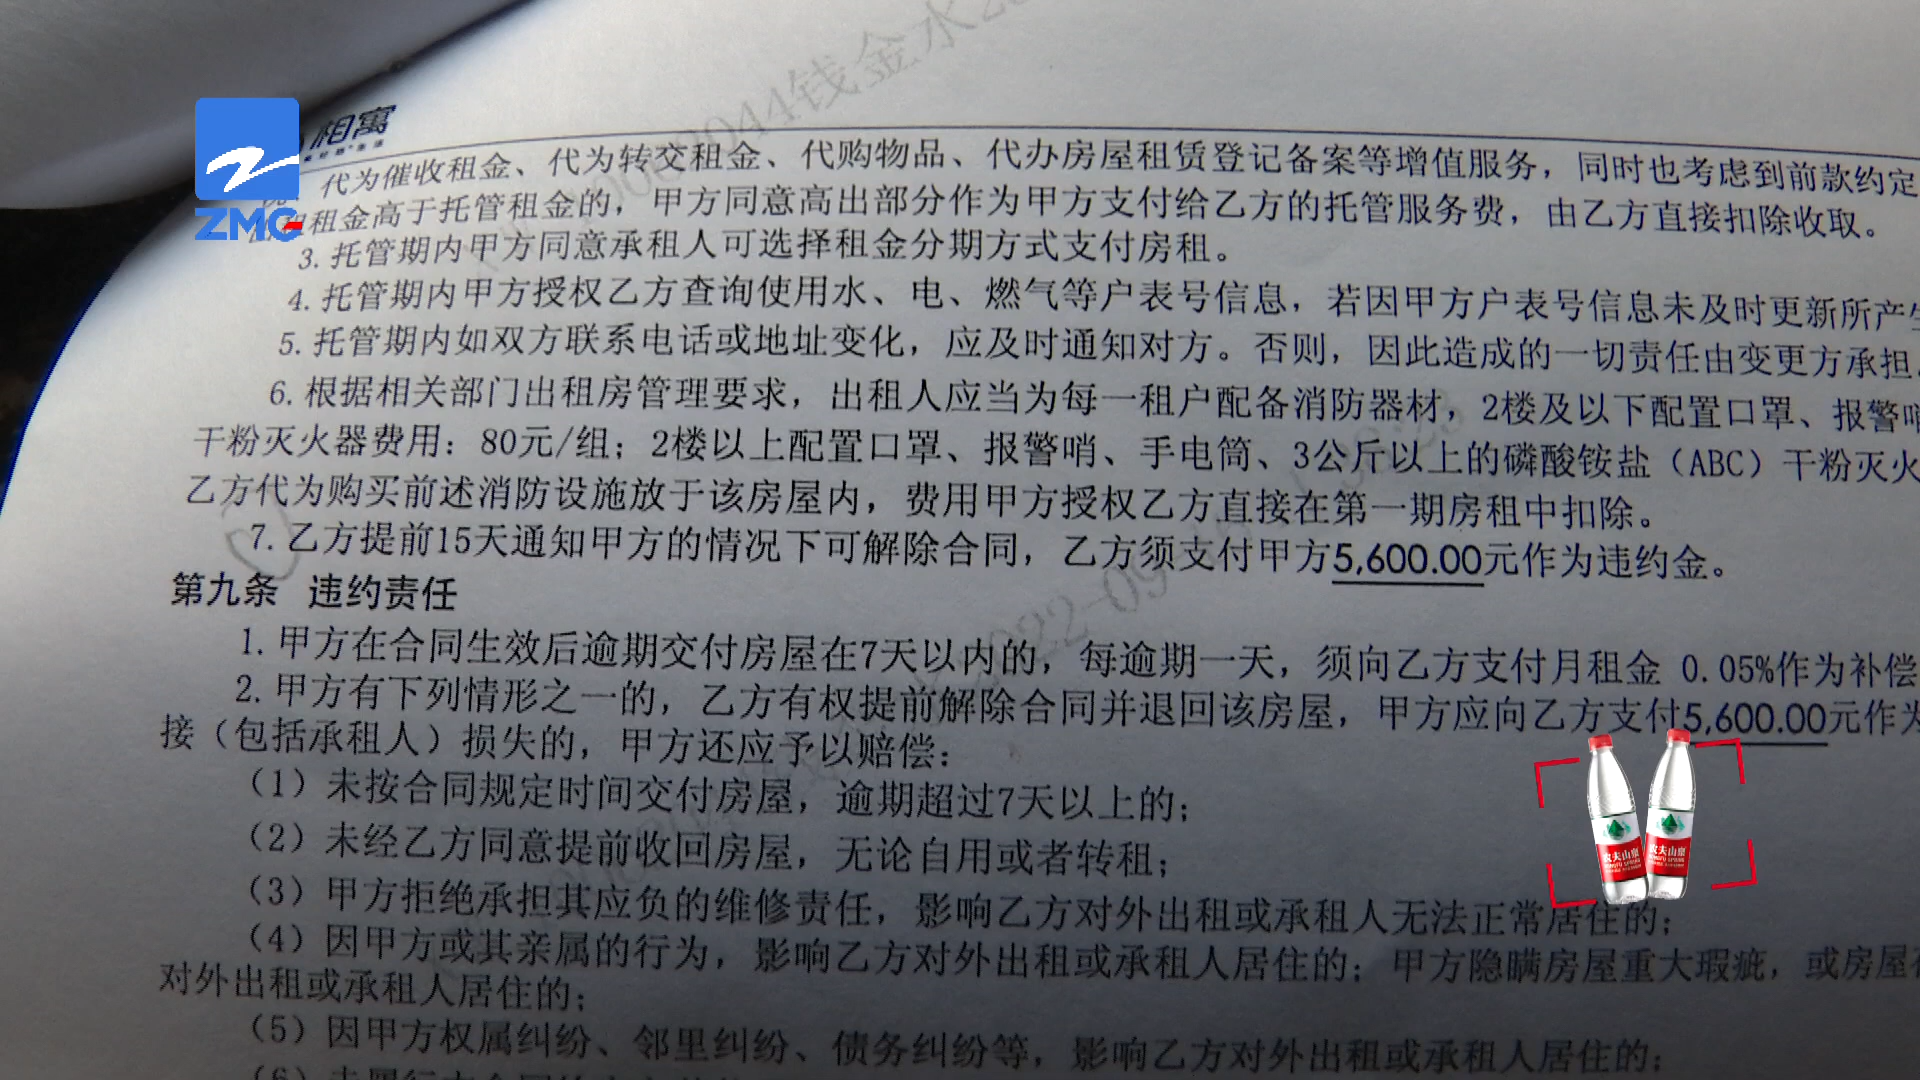 钱金水
相寓
ZMG
代为催收租金、代为转交租金、代购物品、代办房屋租赁登记备案等增值服务，同时也考虑到前款约定
租金高于托管租金的，甲方同意高出部分作为甲方支付给乙方的托管服务费，由乙方直接扣除收取。
3. 托管期内甲方同意承租人可选择租金分期方式支付房租。
4. 托管期内甲方授权乙方查询使用水、电、燃气等户表号信息，若因甲方户表号信息未及时更新所产生
5. 托管期内如双方联系电话或地址变化，应及时通知对方。否则，因此造成的一切责任由变更方承担。
6. 根据相关部门出租房管理要求，出租人应当为每一租户配备消防器材，2楼及以下配置口罩、报警哨
干粉灭火器费用：80元/组；2楼以上配置口罩、报警哨、手电筒、3公斤以上的磷酸铵盐（ABC）干粉灭火
乙方代为购买前述消防设施放于该房屋内，费用甲方授权乙方直接在第一期房租中扣除。
7. 乙方提前15天通知甲方的情况下可解除合同，乙方须支付甲方5,600.00元作为违约金。
第九条 违约责任
1. 甲方在合同生效后逾期交付房屋在7天以内的，每逾期一天，须向乙方支付月租金 0.05%作为补偿
2. 甲方有下列情形之一的，乙方有权提前解除合同并退回该房屋，甲方应向乙方支付5,600.00元作为
接（包括承租人）损失的，甲方还应予以赔偿：
（1）未按合同规定时间交付房屋，逾期超过7天以上的；
（2）未经乙方同意提前收回房屋，无论自用或者转租；
（3）甲方拒绝承担其应负的维修责任，影响乙方对外出租或承租人无法正常居住的；
（4）因甲方或其亲属的行为，影响乙方对外出租或承租人居住的；甲方隐瞒房屋重大瑕疵，或房屋
对外出租或承租人居住的；
（5）因甲方权属纠纷、邻里纠纷、债务纠纷等，影响乙方对外出租或承租人居住的：
农夫山泉
农夫山泉